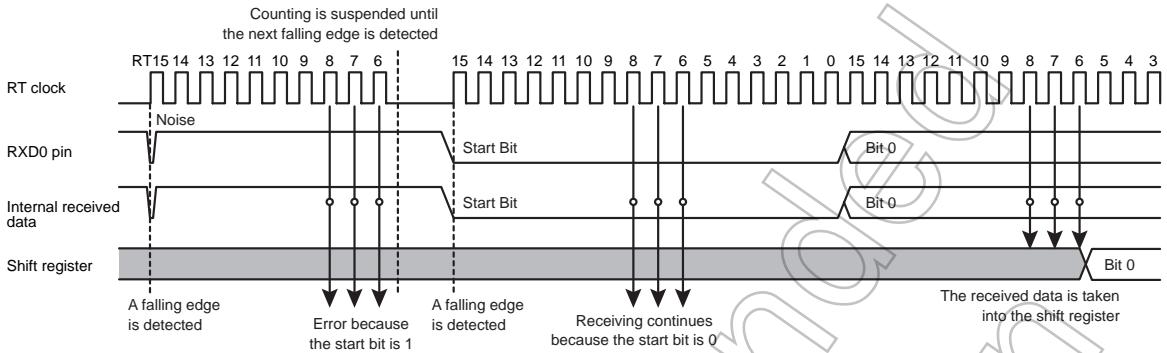 Counting is suspended until
the next falling edge is detected
RT15 14 13 12 11 10 9 8 7 6 15 14 13 12 11 10 9 8 7 6 5 4 3 2 1 0 15 14 13 12 11 10 9 8 7 6 5 4 3
RT clock
Noise
RXD0 pin Start Bit Bit 0
Internal received
data
Start Bit Bit 0
Shift register Bit 0
A falling edge
is detected
Error because
the start bit is 1
A falling edge
is detected
Receiving continues
because the start bit is 0
The received data is taken
into the shift register